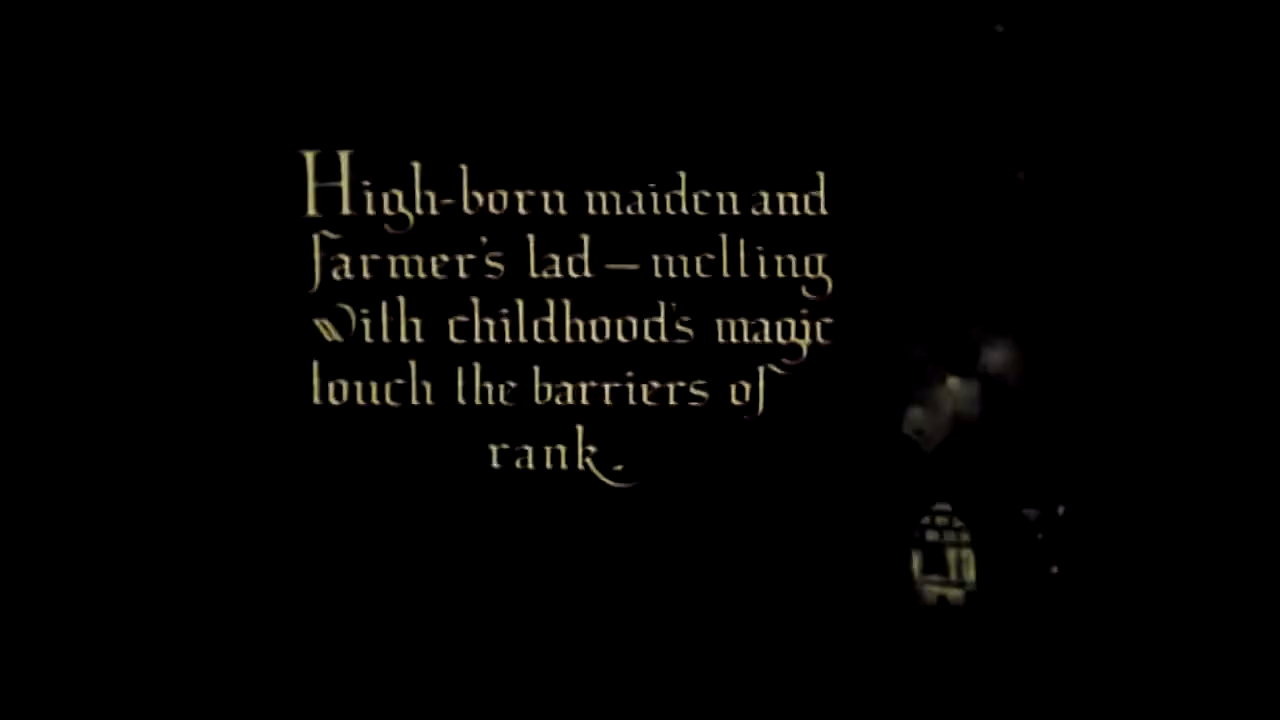 High-born maiden and
farmer's lad — melting
with childhood's magic
touch the barriers of
rank.